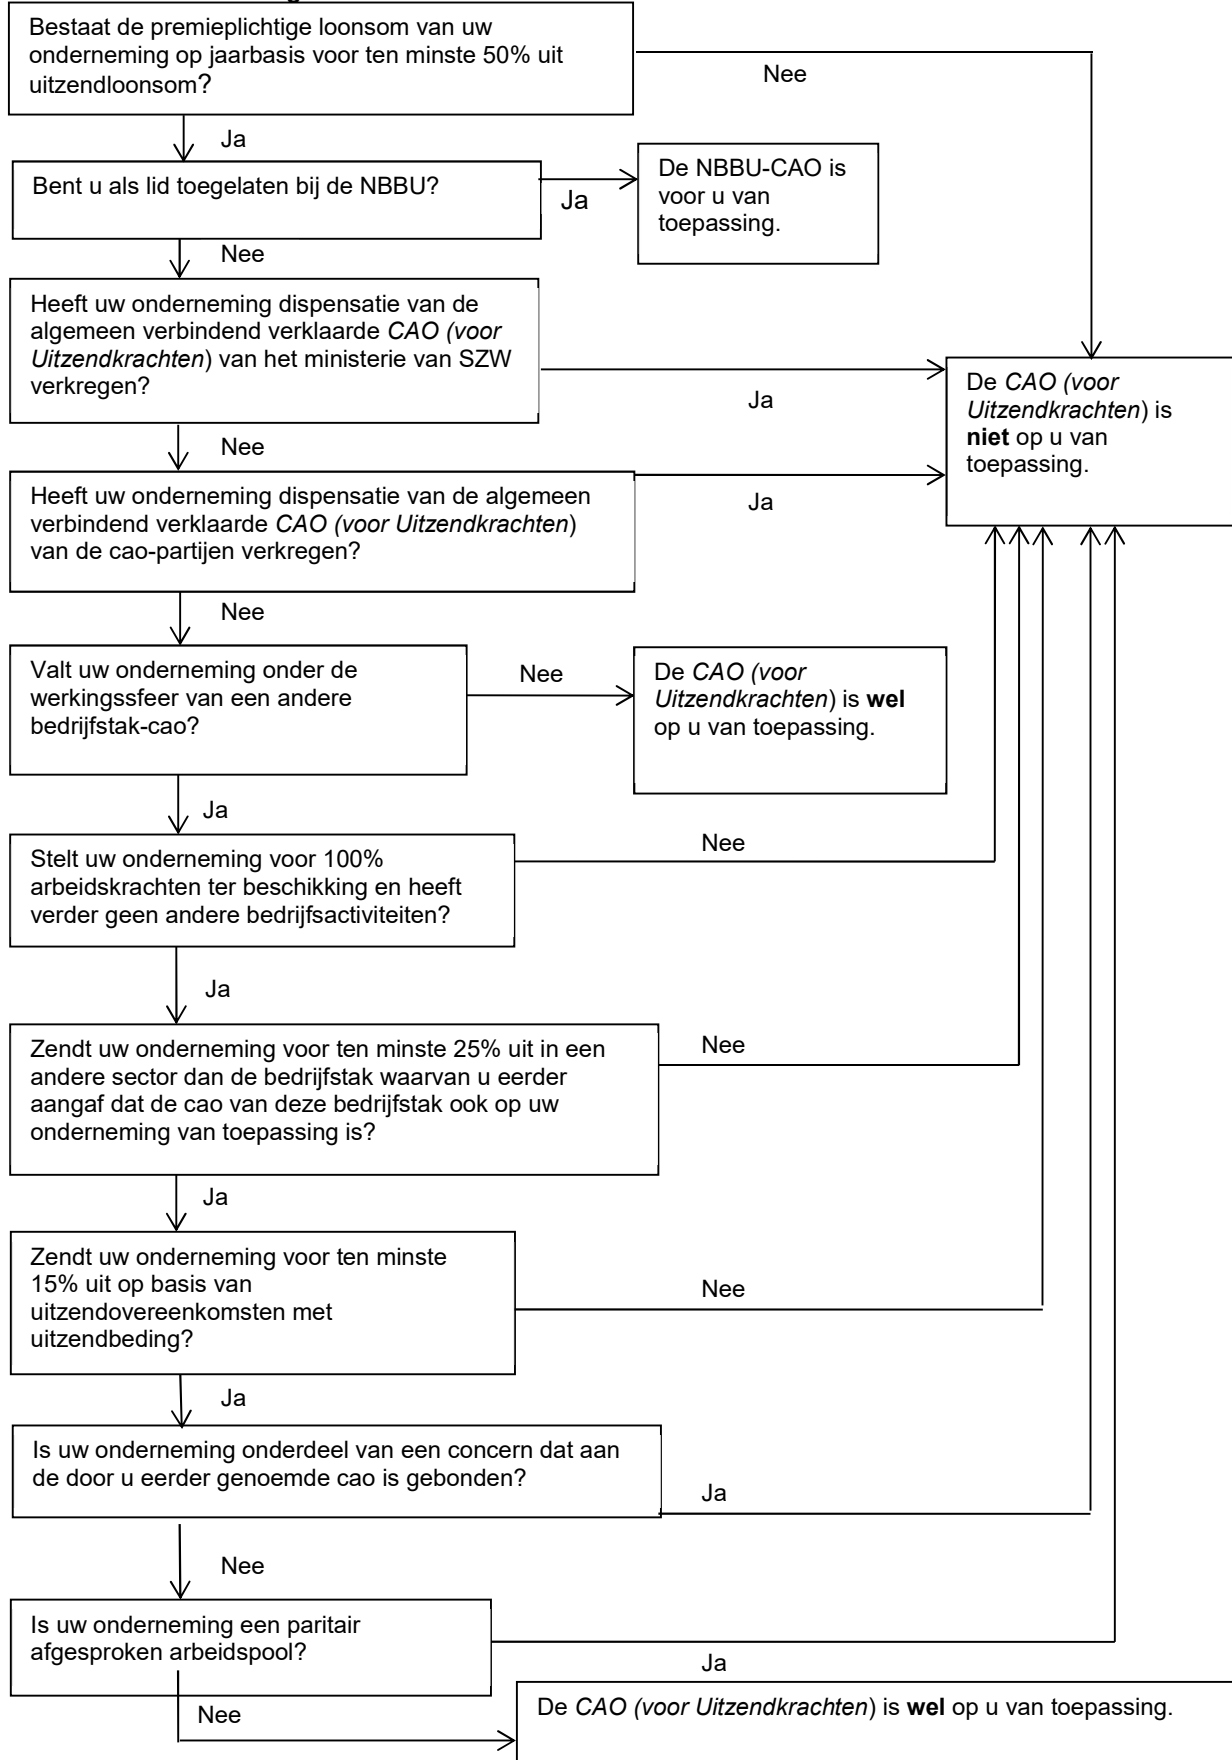 Bestaat de premieplichtige loonsom van uw
onderneming op jaarbasis voor ten minste 50% uit
uitzendloonsom?
Nee
Ja
Bent u als lid toegelaten bij de NBBU?
Ja
De NBBU-CAO is
voor u van
toepassing.
Nee
Heeft uw onderneming dispensatie van de
algemeen verbindend verklaarde CAO (voor
Uitzendkrachten) van het ministerie van SZW
verkregen?
Ja
De CAO (voor
Uitzendkrachten) is
niet op u van
toepassing.
Nee
Heeft uw onderneming dispensatie van de algemeen
verbindend verklaarde CAO (voor Uitzendkrachten)
van de cao-partijen verkregen?
Ja
Nee
Valt uw onderneming onder de
werkingssfeer van een andere
bedrijfstak-cao?
Nee
De CAO (voor
Uitzendkrachten) is wel
op u van toepassing.
Ja
Stelt uw onderneming voor 100%
arbeidskrachten ter beschikking en heeft
verder geen andere bedrijfsactiviteiten?
Nee
Ja
Zendt uw onderneming voor ten minste 25% uit in een
andere sector dan de bedrijfstak waarvan u eerder
aangaf dat de cao van deze bedrijfstak ook op uw
onderneming van toepassing is?
Nee
Ja
Zendt uw onderneming voor ten minste
15% uit op basis van
uitzendovereenkomsten met
uitzendbeding?
Nee
Ja
Is uw onderneming onderdeel van een concern dat aan
de door u eerder genoemde cao is gebonden?
Ja
Nee
Is uw onderneming een paritair
afgesproken arbeidspool?
Ja
Nee
De CAO (voor Uitzendkrachten) is wel op u van toepassing.